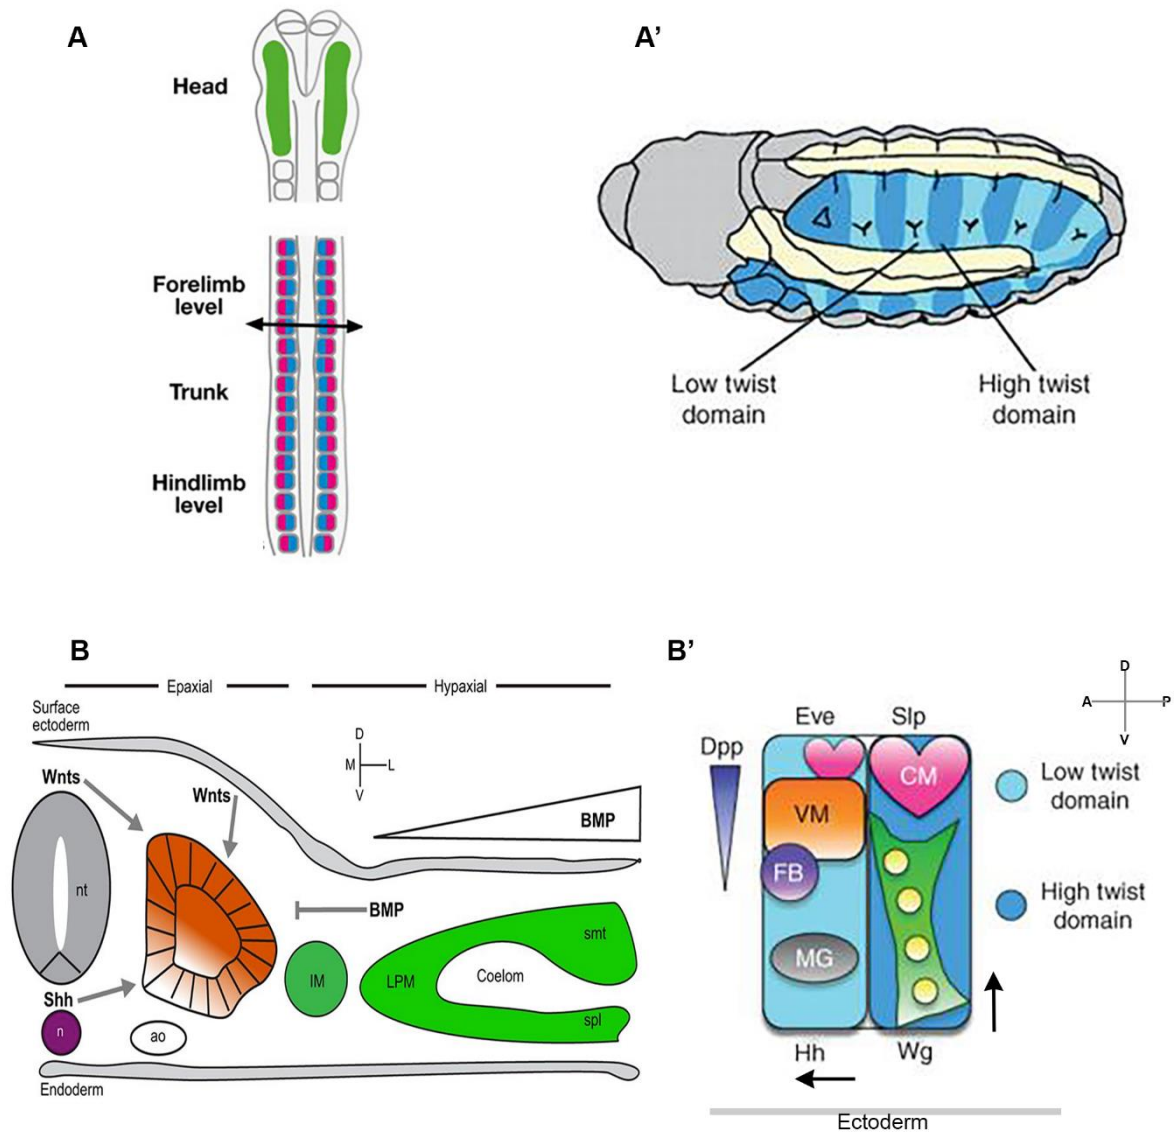 A
Head
Forelimb
level
Trunk
Hindlimb
level
A'
Low twist
domain
High twist
domain
B
Epaxial
Hypaxial
Surface
ectoderm
D
M
L
V
Wnts
Wnts
BMP
nt
BMP
smt
IM
LPM
Coelom
Shh
n
ao
spl
Endoderm
B'
D
A
P
V
Eve
Slp
Dpp
CM
Low twist
domain
VM
FB
High twist
domain
MG
Hh
Wg
Ectoderm